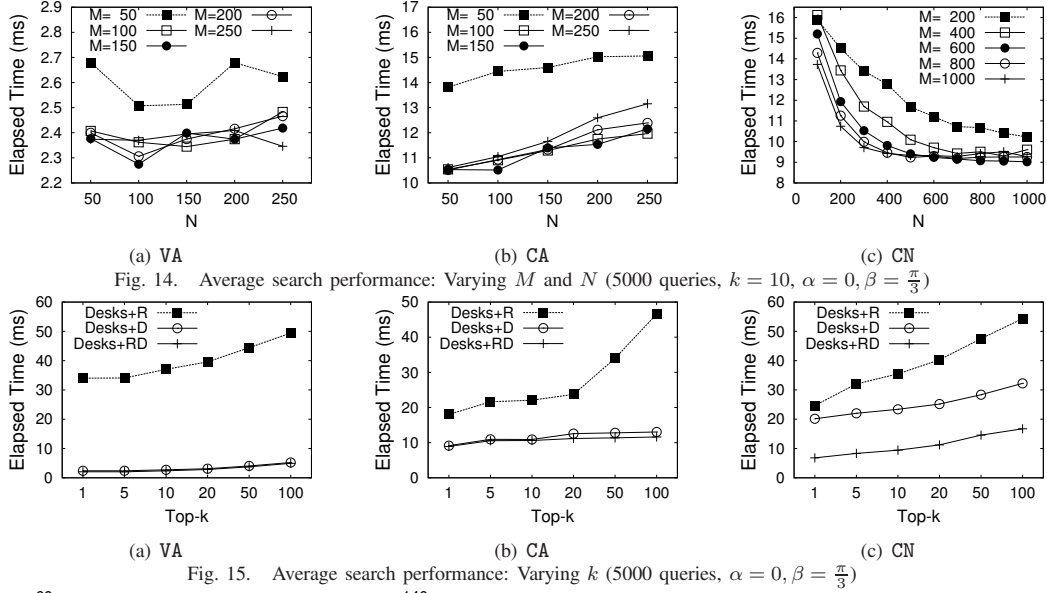 M= 50
M=100
M=150
M=200
M=250
Elapsed Time (ms)
2.8
2.7
2.6
2.5
2.4
2.3
2.2
50 100 150 200 250
N
(a) VA
M= 50
M=100
M=150
M=200
M=250
Elapsed Time (ms)
17
16
15
14
13
12
11
10
50 100 150 200 250
N
(b) CA
M= 200
M= 400
M= 600
M= 800
M=1000
Elapsed Time (ms)
16
15
14
13
12
11
10
9
8
0 200 400 600 800 1000
N
(c) CN
Fig. 14. Average search performance: Varying M and N (5000 queries, k = 10, α = 0, β = π/3)
Desks+R
Desks+D
Desks+RD
Elapsed Time (ms)
60
50
40
30
20
10
0
1 5 10 20 50 100
Top-k
(a) VA
Desks+R
Desks+D
Desks+RD
Elapsed Time (ms)
50
40
30
20
10
0
1 5 10 20 50 100
Top-k
(b) CA
Desks+R
Desks+D
Desks+RD
Elapsed Time (ms)
60
50
40
30
20
10
0
1 5 10 20 50 100
Top-k
(c) CN
Fig. 15. Average search performance: Varying k (5000 queries, α = 0, β = π/3)